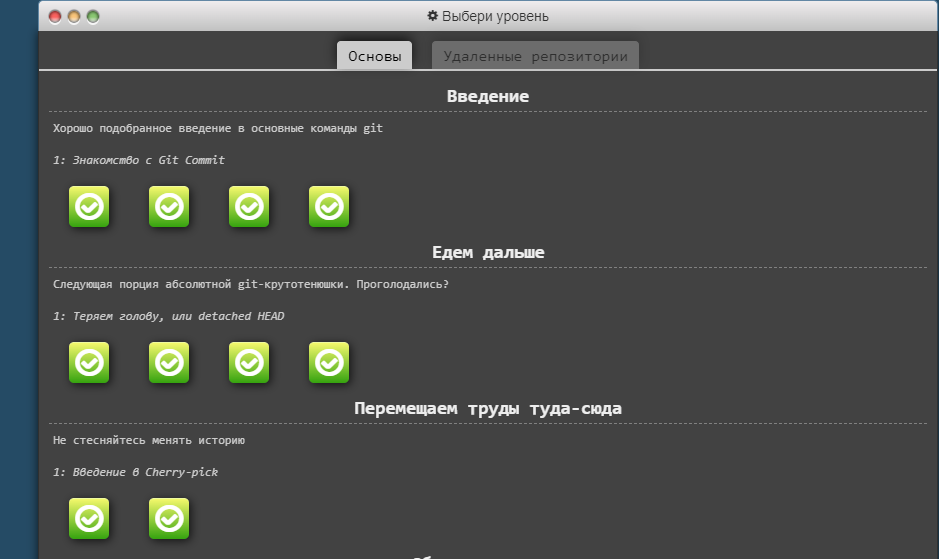 Выбери уровень
Основы
Удаленные репозитории
Введение
Хорошо подобранное введение в основные команды git
1: Знакомство с Git Commit
Едем дальше
Следующая порция абсолютной git-крутотенюшки. Проголодались?
1: Теряем голову, или detached HEAD
Перемещаем труды туда-сюда
Не стесняйтесь менять историю
1: Введение в Cherry-pick